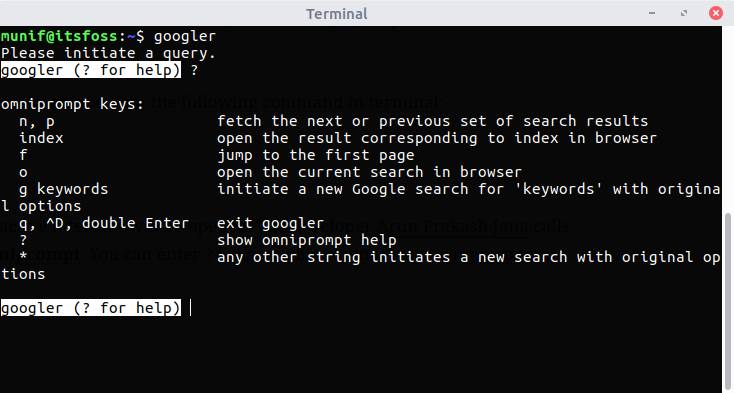 Terminal
munif@itsfoss:~$ googler
Please initiate a query.
googler (? for help) ?
omniprompt keys:
n, p fetch the next or previous set of search results
index open the result corresponding to index in browser
f jump to the first page
o open the current search in browser
g keywords initiate a new Google search for 'keywords' with origina
l options
q, ^D, double Enter exit googler
? show omniprompt help
* any other string initiates a new search with original op
tions
googler (? for help)